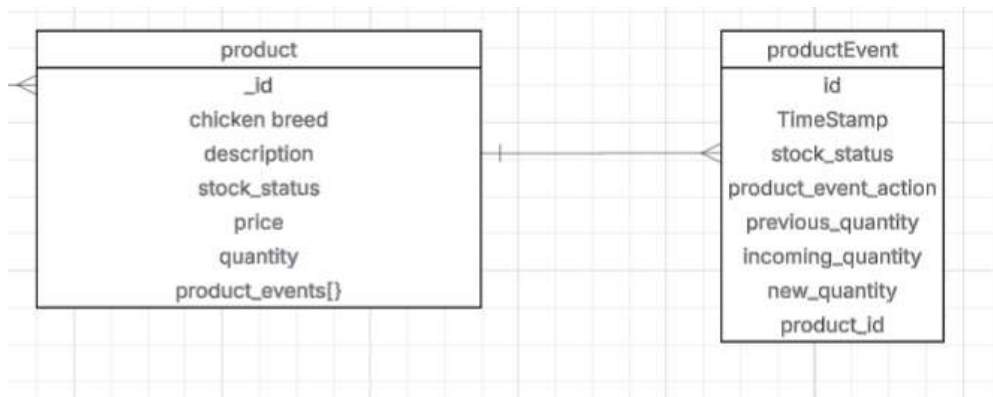 product
_id
chicken breed
description
stock_status
price
quantity
product_events[}
productEvent
id
TimeStamp
stock_status
product_event_action
previous_quantity
incoming_quantity
new_quantity
product_id